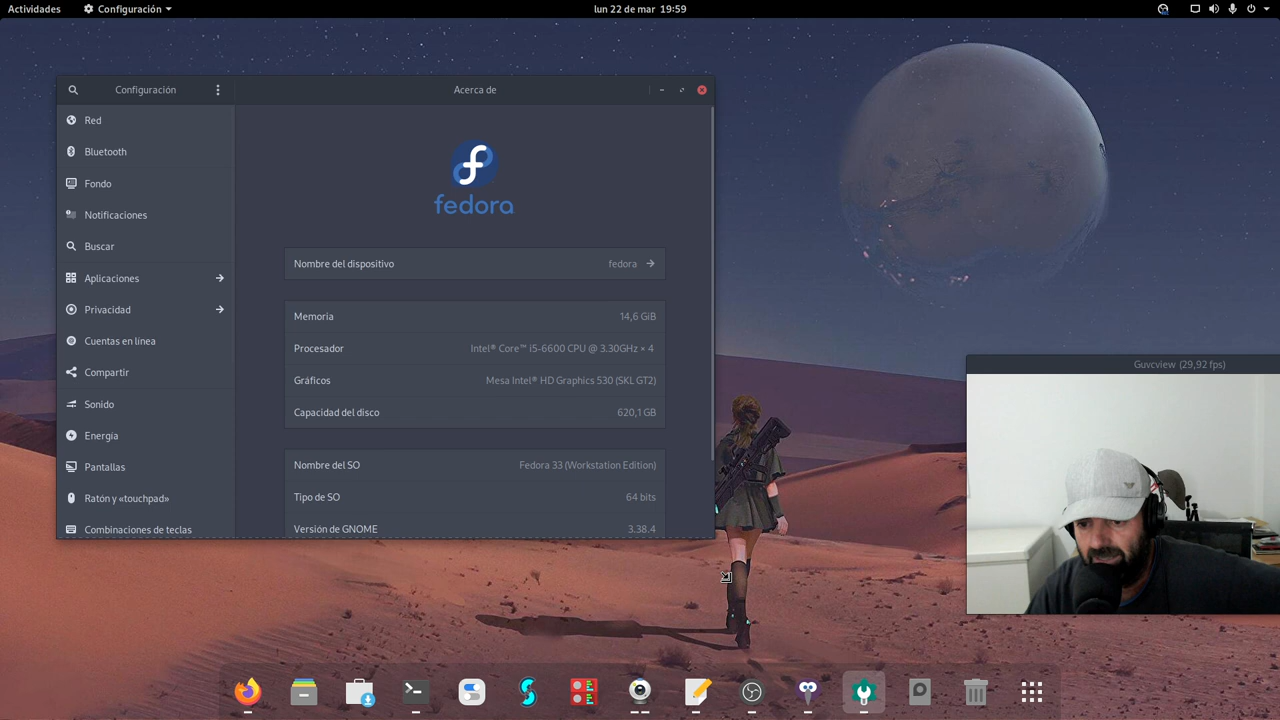 Actividades
Configuración
lun 22 de mar 19:59
Configuración
Acerca de
Red
Bluetooth
Fondo
Notificaciones
Buscar
Aplicaciones
Privacidad
Cuentas en línea
Compartir
Sonido
Energía
Pantallas
Ratón y «touchpad»
Combinaciones de teclas
fedora
Nombre del dispositivo fedora
Memoria 14,6 GiB
Procesador Intel® Core™ i5-6600 CPU @ 3.30GHz × 4
Gráficos Mesa Intel® HD Graphics 530 (SKL GT2)
Capacidad del disco 620,1 GB
Nombre del SO Fedora 33 (Workstation Edition)
Tipo de SO 64 bits
Versión de GNOME 3.38.4
Guvcview (29,92 fps)